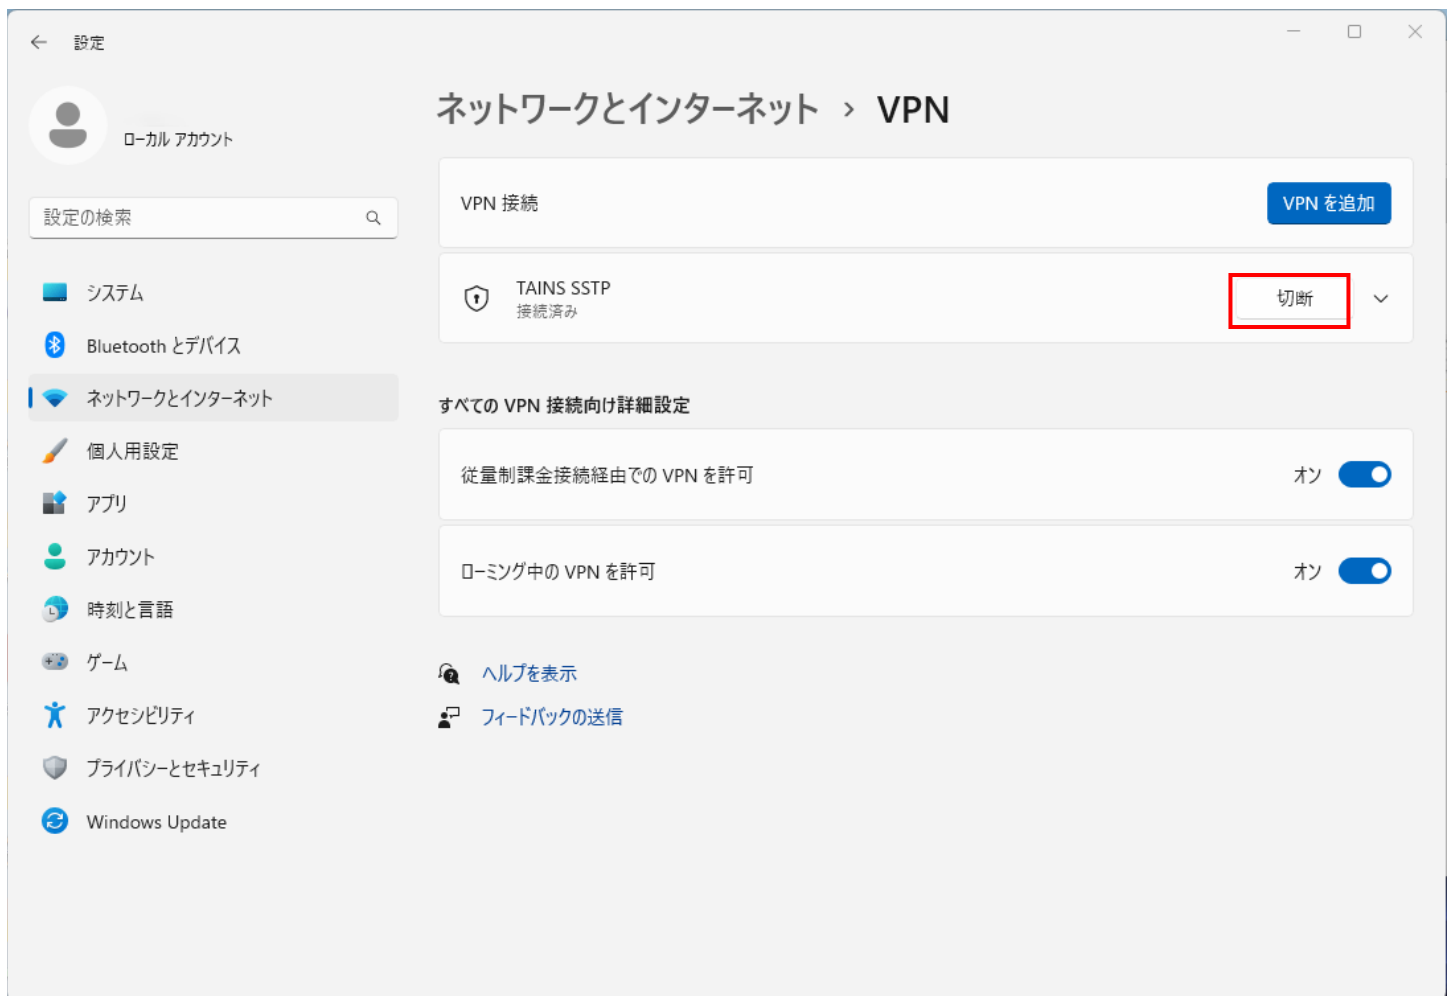 設定
ローカル アカウント
設定の検索
システム
Bluetooth とデバイス
ネットワークとインターネット
個人用設定
アプリ
アカウント
時刻と言語
ゲーム
アクセシビリティ
プライバシーとセキュリティ
Windows Update
ネットワークとインターネット › VPN
VPN 接続
VPN を追加
TAINS SSTP
接続済み
切断
すべての VPN 接続向け詳細設定
従量制課金接続経由での VPN を許可 オン
ローミング中の VPN を許可 オン
ヘルプを表示
フィードバックの送信